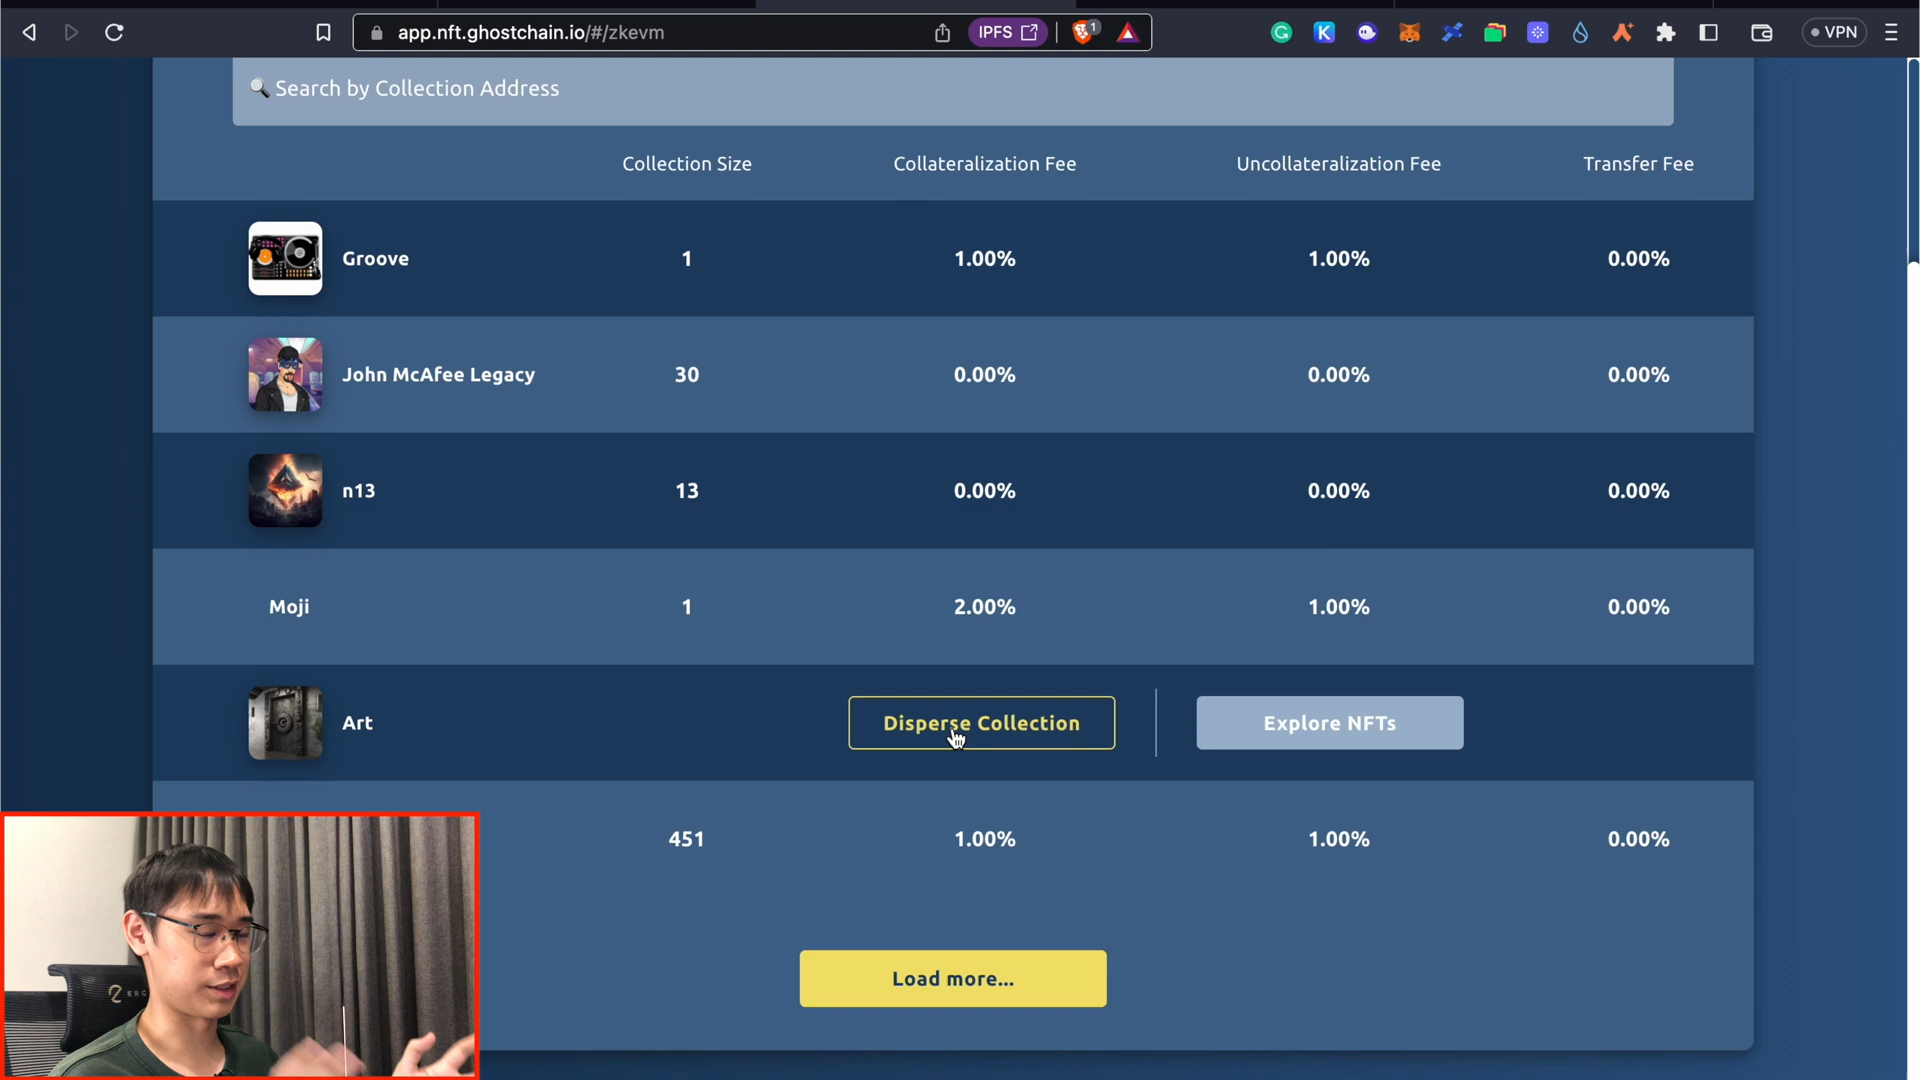 app.nft.ghostchain.io/#/zkevm
IPFS
1
VPN
Search by Collection Address
Collection Size Collateralization Fee Uncollateralization Fee Transfer Fee
Groove 1 1.00% 1.00% 0.00%
John McAfee Legacy 30 0.00% 0.00% 0.00%
n13 13 0.00% 0.00% 0.00%
Moji 1 2.00% 1.00% 0.00%
Art Disperse Collection Explore NFTs
451 1.00% 1.00% 0.00%
Load more...